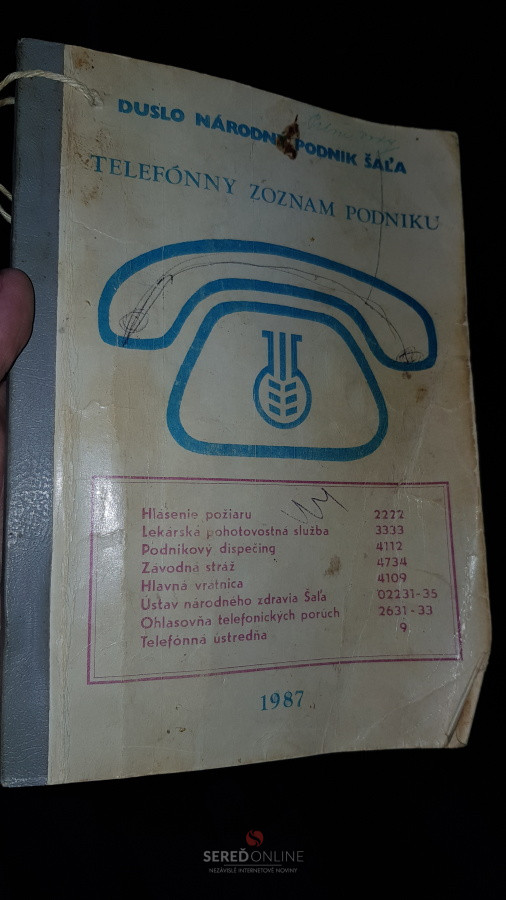 DUSLO NÁRODNÝ PODNIK ŠAĽA
TELEFÓNNY ZOZNAM PODNIKU
Hlásenie požiaru 2222
Lekárska pohotovostná služba 3333
Podnikový dispečing 4112
Závodná stráž 4734
Hlavná vrátnica 4109
Ústav národného zdravia Šaľa 02231-35
Ohlasovňa telefonických porúch 2631-33
Telefónna ústredňa 9
1987
SEREĎONLINE
NEZÁVISLÉ INTERNETOVÉ NOVINY